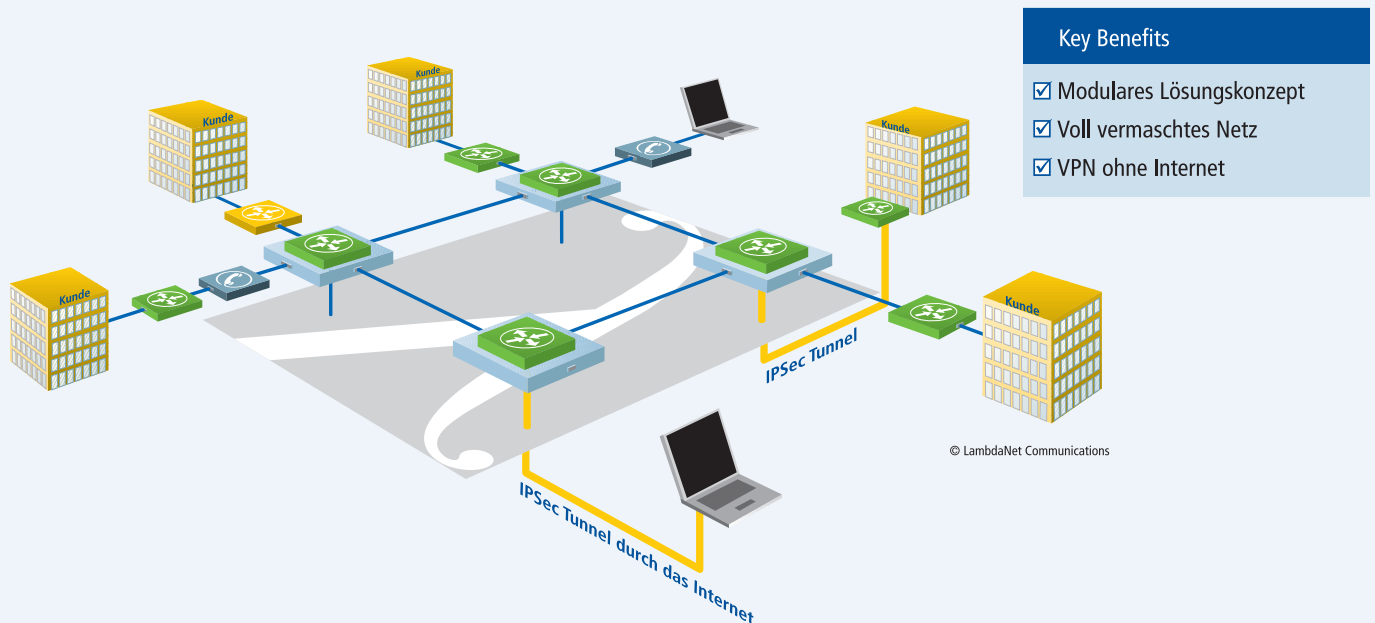 Key Benefits
Modulares Lösungskonzept
Voll vermaschtes Netz
VPN ohne Internet
Kunde
Kunde
Kunde
Kunde
Kunde
IPSec Tunnel
© LambdaNet Communications
IPSec Tunnel durch das Internet